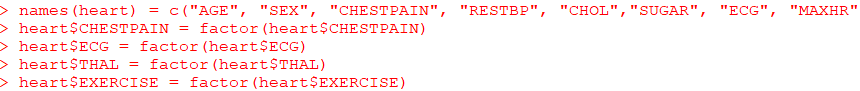 > names(heart) = c("AGE", "SEX", "CHESTPAIN", "RESTBP", "CHOL","SUGAR", "ECG", "MAXHR"
> heart$CHESTPAIN = factor(heart$CHESTPAIN)
> heart$ECG = factor(heart$ECG)
> heart$THAL = factor(heart$THAL)
> heart$EXERCISE = factor(heart$EXERCISE)